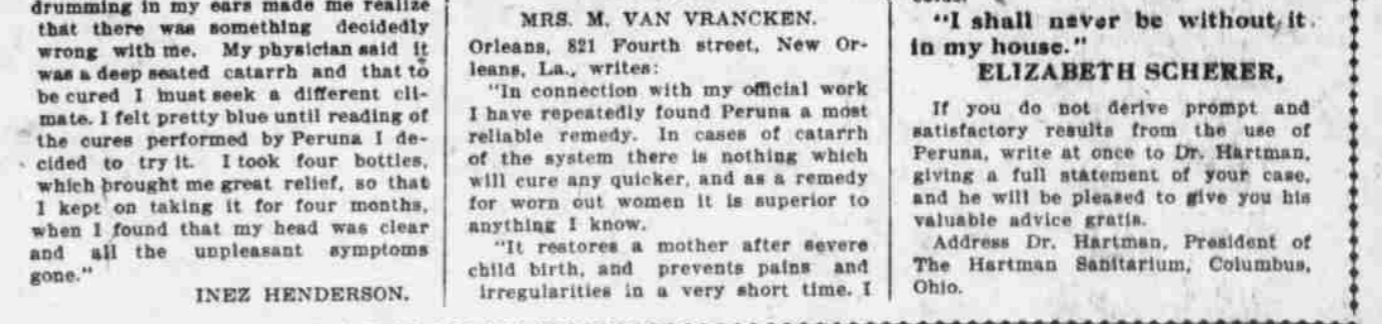 drumming in my ears made me realize
that there was something decidedly
wrong with me. My physician said it
was a deep seated catarrh and that to
be cured I must seek a different cli-
mate. I felt pretty blue until reading of
the cures performed by Peruna I de-
cided to try it. I took four bottles,
which brought me great relief, so that
I kept on taking it for four months,
when I found that my head was clear
and all the unpleasant symptoms
gone."
INEZ HENDERSON.
MRS. M. VAN VRANCKEN.
Orleans, 821 Fourth street, New Or-
leans, La., writes:
"In connection with my official work
I have repeatedly found Peruna a most
reliable remedy. In cases of catarrh
of the system there is nothing which
will cure any quicker, and as a remedy
for worn out women it is superior to
anything I know.
"It restores a mother after severe
child birth, and prevents pains and
irregularities in a very short time. I
"I shall never be without it
in my house."
ELIZABETH SCHERER,
If you do not derive prompt and
satisfactory results from the use of
Peruna, write at once to Dr. Hartman,
giving a full statement of your case,
and he will be pleased to give you his
valuable advice gratis.
Address Dr. Hartman, President of
The Hartman Sanitarium, Columbus,
Ohio.